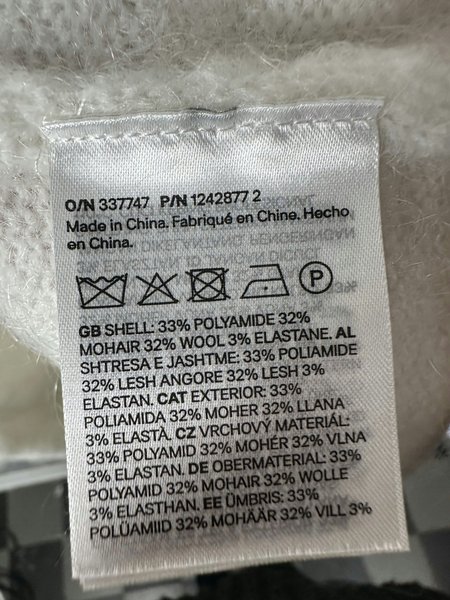 O/N 337747 P/N 1242877 2
Made in China. Fabriqué en Chine. Hecho
en China.
P
GB SHELL: 33% POLYAMIDE 32%
MOHAIR 32% WOOL 3% ELASTANE. AL
SHTRESA E JASHTME: 33% POLIAMIDE
32% LESH ANGORE 32% LESH 3%
ELASTAN. CAT EXTERIOR: 33%
POLIAMIDA 32% MOHER 32% LLANA
3% ELASTÀ. CZ VRCHOVÝ MATERIÁL:
33% POLYAMID 32% MOHÉR 32% VLNA
3% ELASTAN. DE OBERMATERIAL: 33%
POLYAMID 32% MOHAIR 32% WOLLE
3% ELASTHAN. EE ÜMBRIS: 33%
POLÜAMIID 32% MOHÄÄR 32% VILL 3%